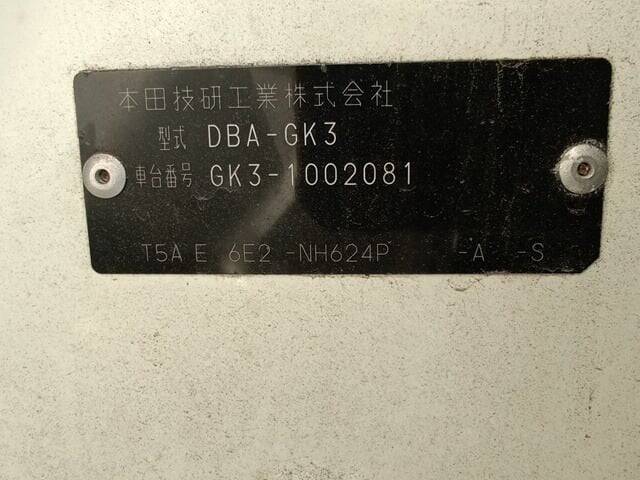 本田技研工業株式会社
型式 DBA-GK3
車台番号 GK3-1002081
T5A E 6E2 -NH624P -A -S